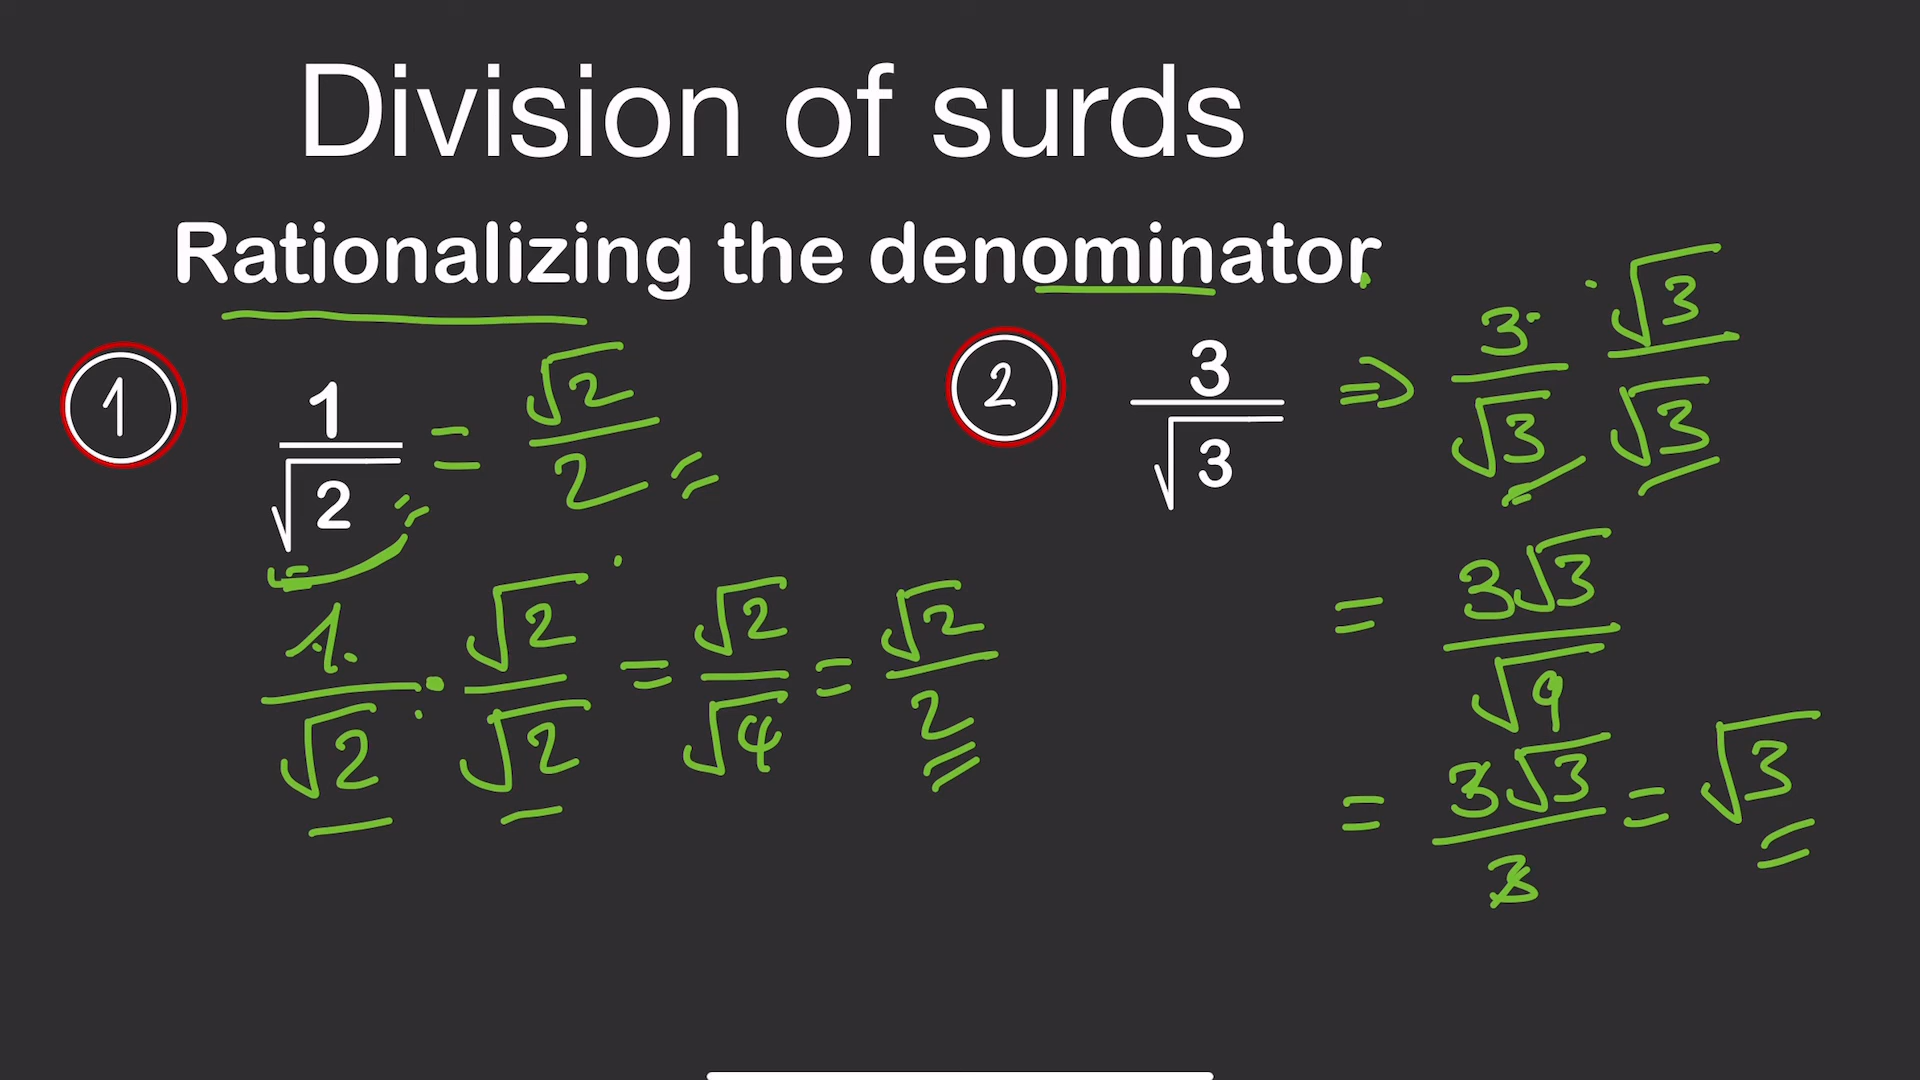 Division of surds
Rationalizing the denominator
1
1/√2 = √2/2
1/√2 · √2/√2 = √2/√4 = √2/2
2
3/√3 ⇒ 3/√3 · √3/√3
= 3√3/√9
= 3√3/3 = √3